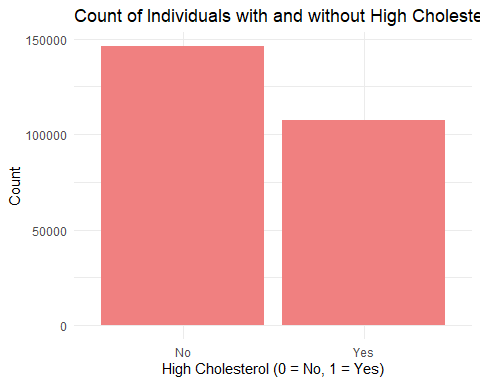 Count of Individuals with and without High Choleste
150000
100000
50000
0
Count
No Yes
High Cholesterol (0 = No, 1 = Yes)